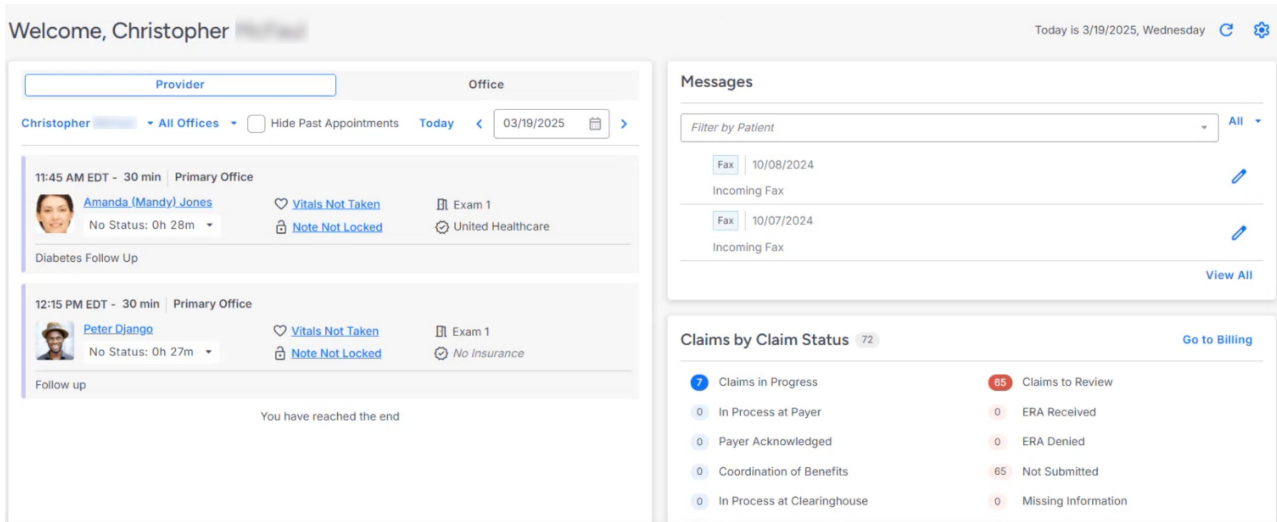 Welcome, Christopher
Today is 3/19/2025, Wednesday
Provider
Office
Christopher
All Offices
Hide Past Appointments
Today
03/19/2025
11:45 AM EDT - 30 min
Primary Office
Amanda (Mandy) Jones
No Status: 0h 28m
Vitals Not Taken
Note Not Locked
Exam 1
United Healthcare
Diabetes Follow Up
12:15 PM EDT - 30 min
Primary Office
Peter Django
No Status: 0h 27m
Vitals Not Taken
Note Not Locked
Exam 1
No Insurance
Follow up
You have reached the end
Messages
Filter by Patient
All
Fax
10/08/2024
Incoming Fax
Fax
10/07/2024
Incoming Fax
View All
Claims by Claim Status 72
Go to Billing
7 Claims in Progress
0 In Process at Payer
0 Payer Acknowledged
0 Coordination of Benefits
0 In Process at Clearinghouse
65 Claims to Review
0 ERA Received
0 ERA Denied
65 Not Submitted
0 Missing Information